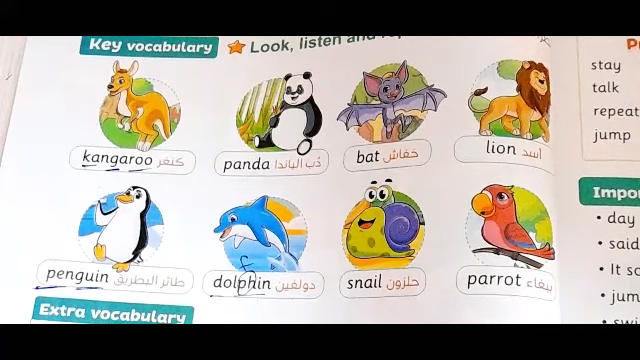 Key vocabulary
Look, listen and
kangaroo كنغر
panda دُب الباندا
bat خفاش
lion أسد
penguin طائر البطريق
dolphin دولفين
f
snail حلزون
parrot ببغاء
Extra vocabulary
stay
talk
repeat
jump
• day
• said
• It so
• jum